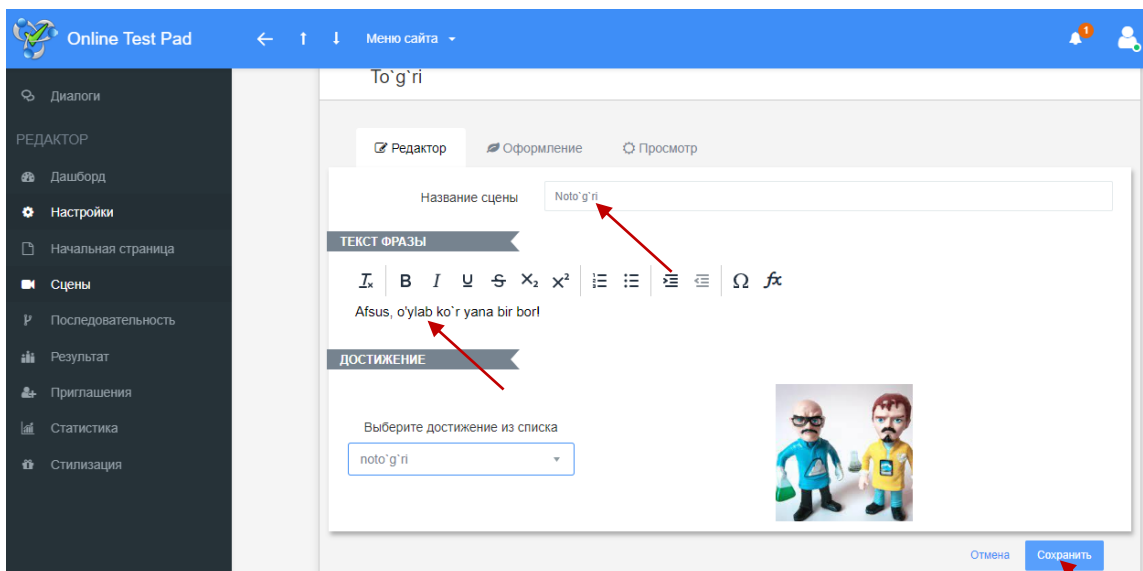 Online Test Pad
Меню сайта
1
Диалоги
РЕДАКТОР
Дашборд
Настройки
Начальная страница
Сцены
Последовательность
Результат
Приглашения
Статистика
Стилизация
To`g`ri
Редактор Оформление Просмотр
Название сцены Noto`g`ri
ТЕКСТ ФРАЗЫ
Afsus, o'ylab ko`r yana bir bor!
ДОСТИЖЕНИЕ
Выберите достижение из списка
noto`g`ri
Отмена Сохранить